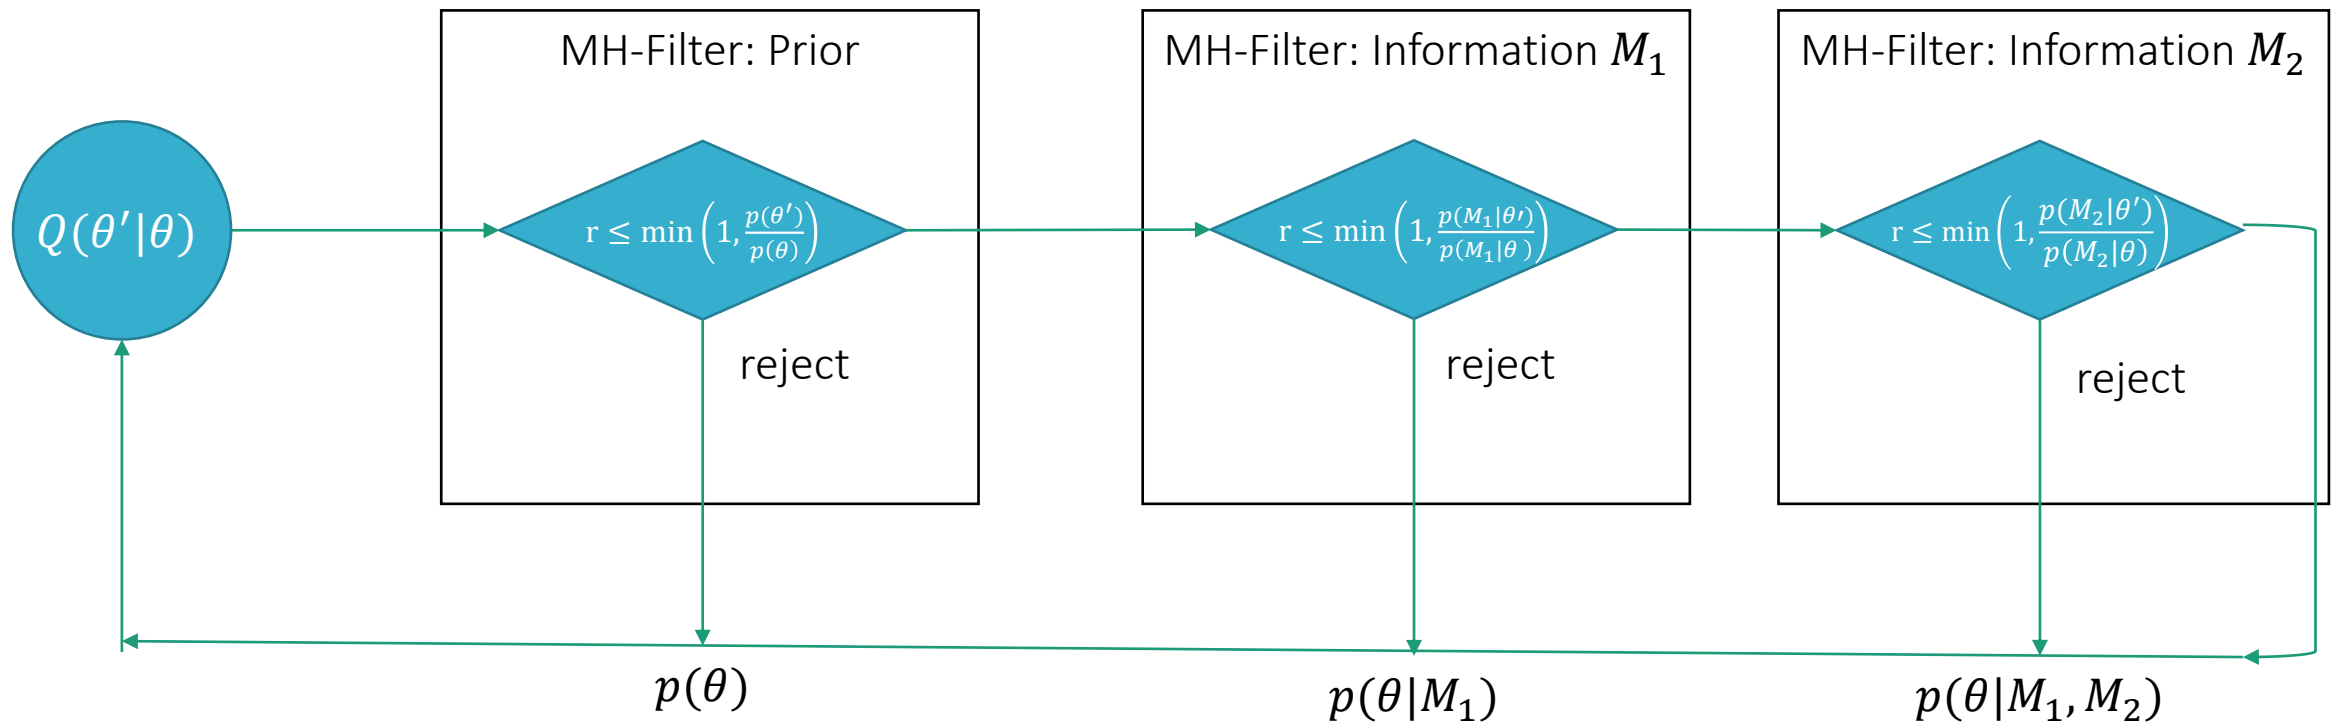 MH-Filter: Prior
MH-Filter: Information M₁
MH-Filter: Information M₂
Q(θ′|θ)
r ≤ min(1, p(θ′)/p(θ))
r ≤ min(1, p(M₁|θ′)/p(M₁|θ ))
r ≤ min(1, p(M₂|θ′)/p(M₂|θ))
reject
reject
reject
p(θ)
p(θ|M₁)
p(θ|M₁, M₂)